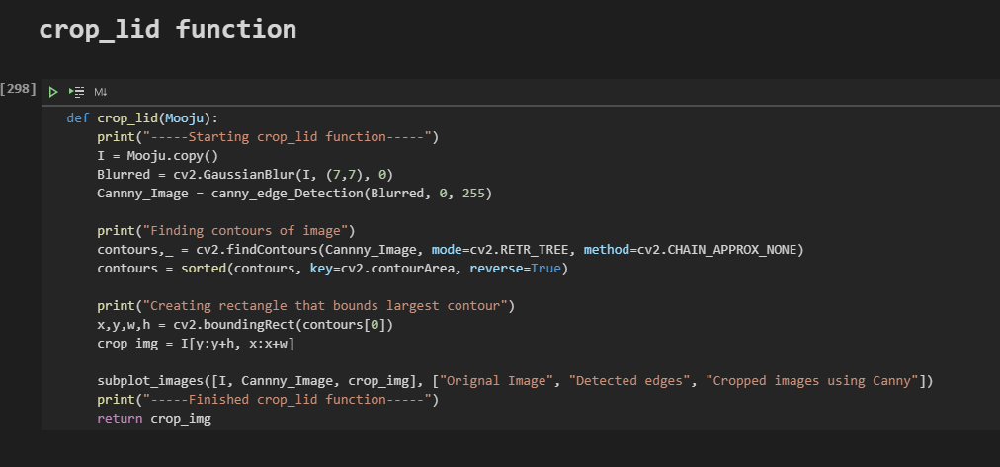 crop_lid function
[298]
M↓
def crop_lid(Mooju):
    print("-----Starting crop_lid function-----")
    I = Mooju.copy()
    Blurred = cv2.GaussianBlur(I, (7,7), 0)
    Cannny_Image = canny_edge_Detection(Blurred, 0, 255)

    print("Finding contours of image")
    contours,_ = cv2.findContours(Cannny_Image, mode=cv2.RETR_TREE, method=cv2.CHAIN_APPROX_NONE)
    contours = sorted(contours, key=cv2.contourArea, reverse=True)

    print("Creating rectangle that bounds largest contour")
    x,y,w,h = cv2.boundingRect(contours[0])
    crop_img = I[y:y+h, x:x+w]

    subplot_images([I, Cannny_Image, crop_img], ["Orignal Image", "Detected edges", "Cropped images using Canny"])
    print("-----Finished crop_lid function-----")
    return crop_img